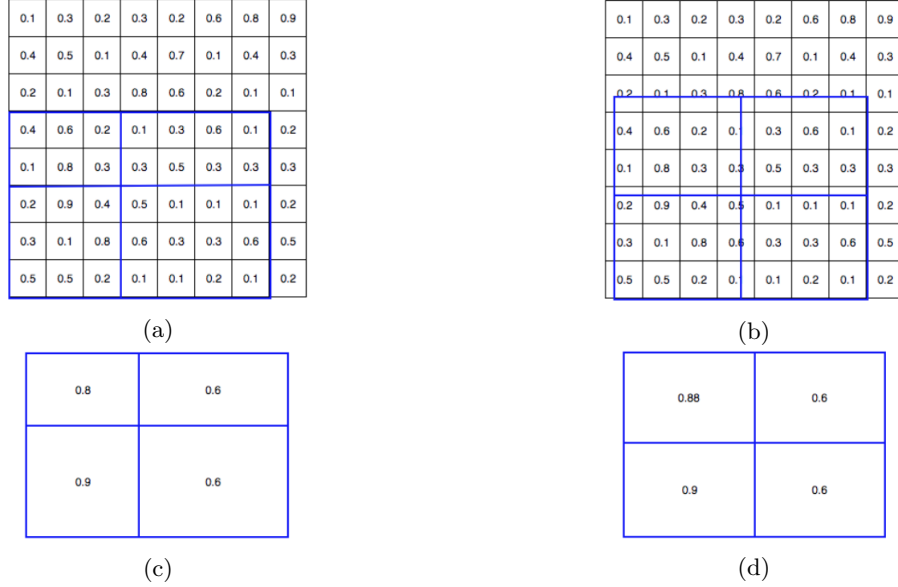 0.1 0.3 0.2 0.3 0.2 0.6 0.8 0.9
0.4 0.5 0.1 0.4 0.7 0.1 0.4 0.3
0.2 0.1 0.3 0.8 0.6 0.2 0.1 0.1
0.4 0.6 0.2 0.1 0.3 0.6 0.1 0.2
0.1 0.8 0.3 0.3 0.5 0.3 0.3 0.3
0.2 0.9 0.4 0.5 0.1 0.1 0.1 0.2
0.3 0.1 0.8 0.6 0.3 0.3 0.6 0.5
0.5 0.5 0.2 0.1 0.1 0.2 0.1 0.2
(a)
0.1 0.3 0.2 0.3 0.2 0.6 0.8 0.9
0.4 0.5 0.1 0.4 0.7 0.1 0.4 0.3
0.2 0.1 0.3 0.8 0.6 0.2 0.1 0.1
0.4 0.6 0.2 0.1 0.3 0.6 0.1 0.2
0.1 0.8 0.3 0.3 0.5 0.3 0.3 0.3
0.2 0.9 0.4 0.5 0.1 0.1 0.1 0.2
0.3 0.1 0.8 0.6 0.3 0.3 0.6 0.5
0.5 0.5 0.2 0.1 0.1 0.2 0.1 0.2
(b)
0.8 0.6
0.9 0.6
(c)
0.88 0.6
0.9 0.6
(d)